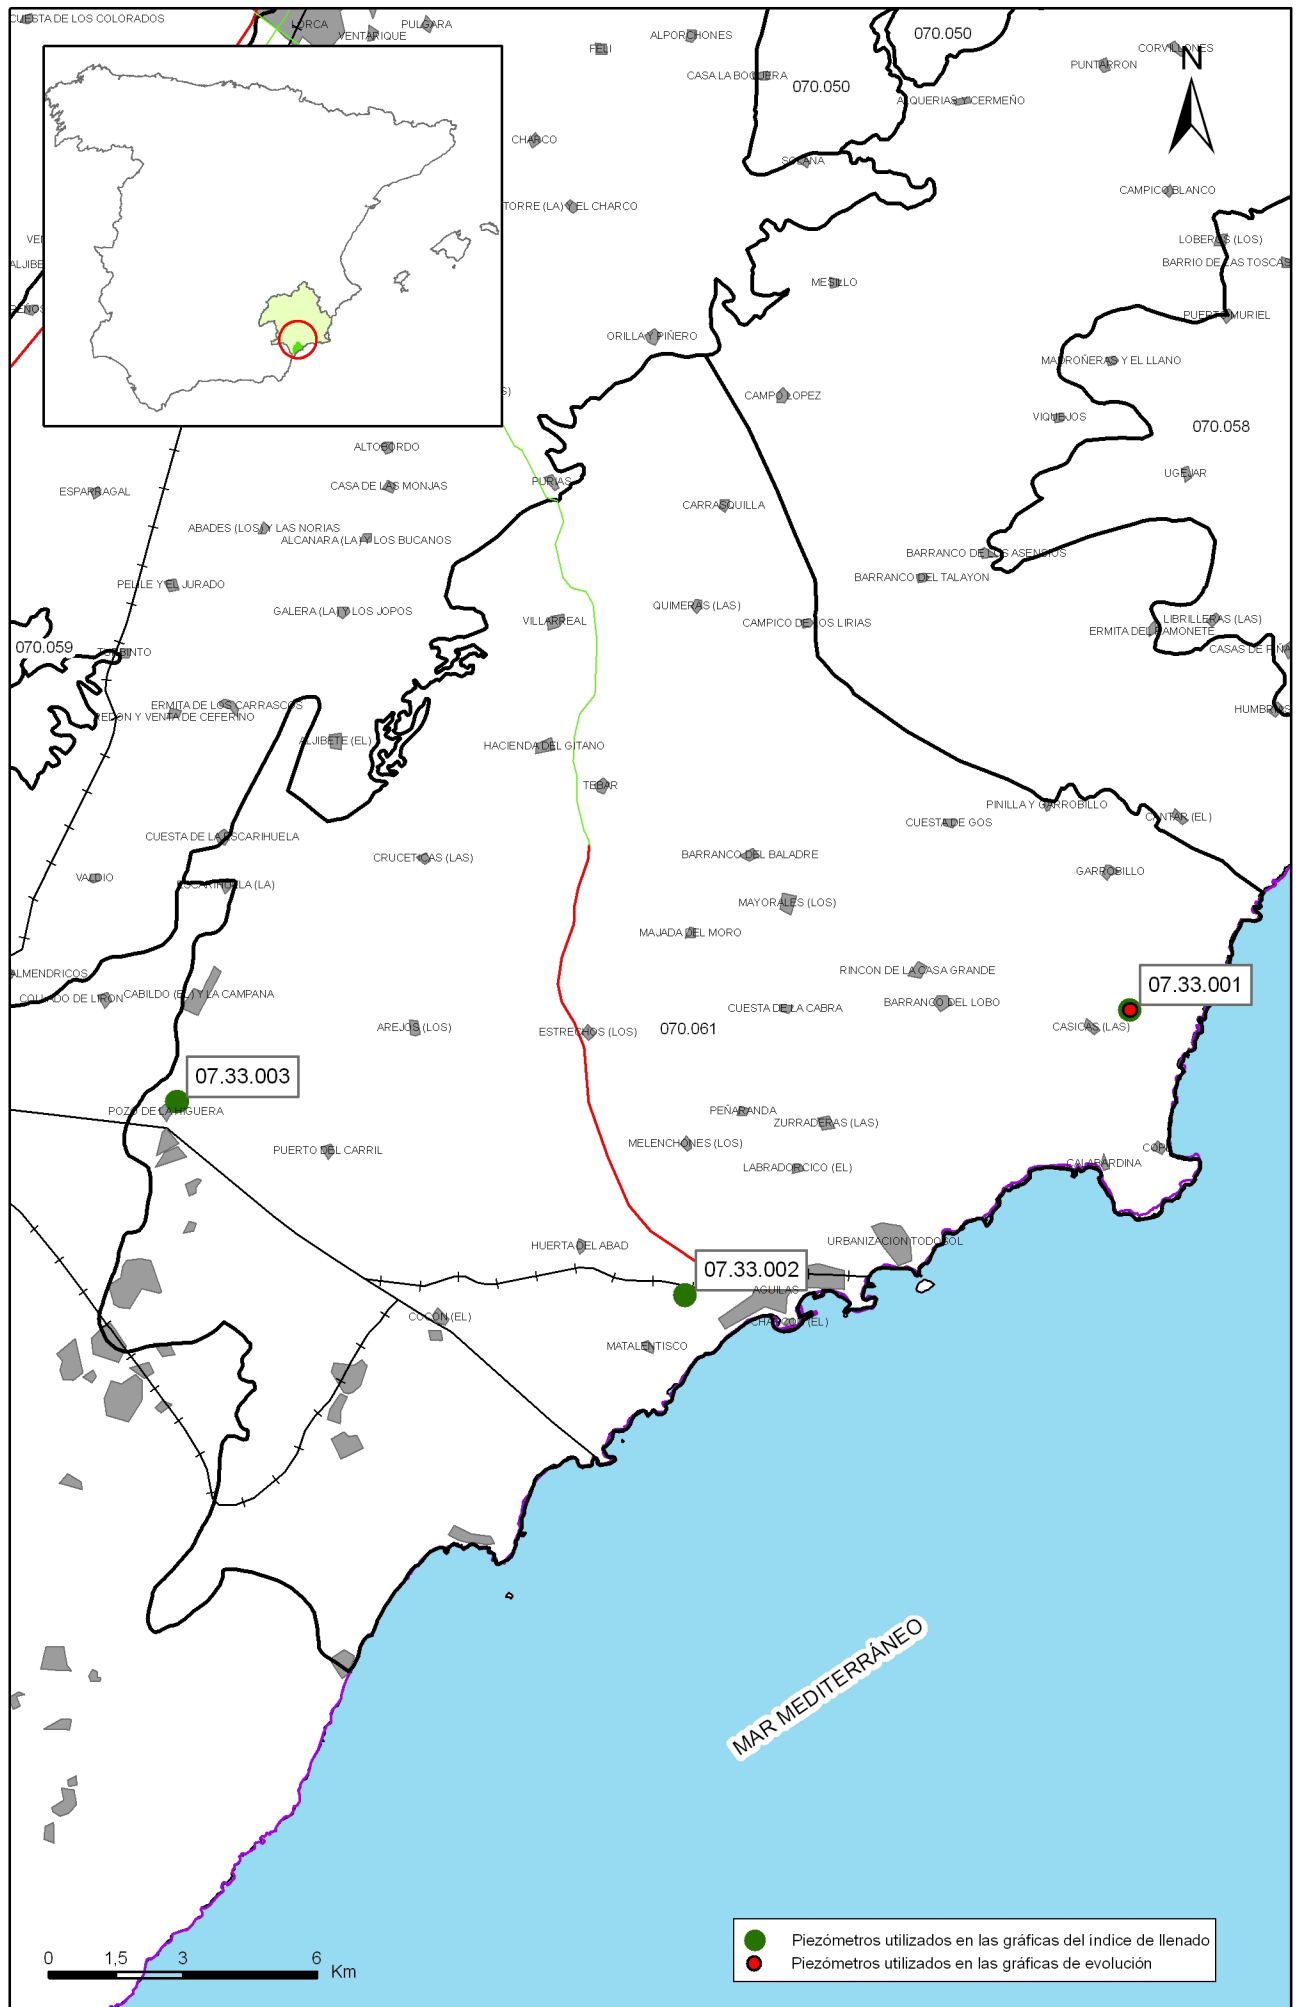 CUESTA DE LOS COLORADOS
LORCA
PULGARA
VENTARIQUE
FELI
ALPORCHONES
070.050
CORVILLONES
N
PUNTARRON
CASA LA BOQUERA
070.050
ALQUERIAS Y CERMEÑO
CHARCO
SOLANA
CAMPICO BLANCO
TORRE (LA) Y EL CHARCO
VEN
LOBEROS (LOS)
ALJIBE
BARRIO DE LAS TOSCAS
MESILLO
PUERTO MURIEL
ORILLA Y PIÑERO
MADROÑERAS Y EL LLANO
S)
CAMPO LOPEZ
VIQUEJOS
070.058
ALTOBORDO
UGEJAR
PURIAS
CASA DE LAS MONJAS
ESPARRAGAL
CARRASQUILLA
ABADES (LOS) Y LAS NORIAS
ALCANARA (LA) Y LOS BUCANOS
BARRANCO DE LOS ASENSIOS
BARRANCO DEL TALAYON
PELILE Y EL JURADO
GALERA (LA) Y LOS JOPOS
QUIMERAS (LAS)
VILLARREAL
CAMPICO DE LOS LIRIAS
LIBRILLERAS (LAS)
ERMITA DEL RAMONETE
070.059
TORBINTO
CASAS DE PIÑA
ERMITA DE LOS CARRASCOS
REDON Y VENTA DE CEFERINO
HUMBRIAS
ALJIBETE (EL)
HACIENDA DEL GITANO
TEBAR
PINILLA Y GARROBILLO
CANTAR (EL)
CUESTA DE GOS
CUESTA DE LA ESCARIHUELA
CRUCETICAS (LAS)
BARRANCO DEL BALADRE
GARROBILLO
VALDIO
ESCARIHUELA (LA)
MAYORALES (LOS)
MAJADA DEL MORO
ALMENDRICOS
RINCON DE LA CASA GRANDE
07.33.001
COLLADO DE LIRON
CABILDO (EL) Y LA CAMPANA
CUESTA DE LA CABRA
BARRANCO DEL LOBO
AREJOS (LOS)
ESTRECHOS (LOS)
070.061
CASICAS (LAS)
07.33.003
POZO DE LA HIGUERA
PEÑARANDA
ZURRADERAS (LAS)
PUERTO DEL CARRIL
MELENCHONES (LOS)
COPE
CALABARDINA
LABRADORCICO (EL)
HUERTA DEL ABAD
URBANIZACION TODOSOL
07.33.002
AGUILAS
COCON (EL)
CHARCON (EL)
MATALENTISCO
MAR MEDITERRÁNEO
Piezómetros utilizados en las gráficas del índice de llenado
Piezómetros utilizados en las gráficas de evolución
0 1,5 3 6
Km